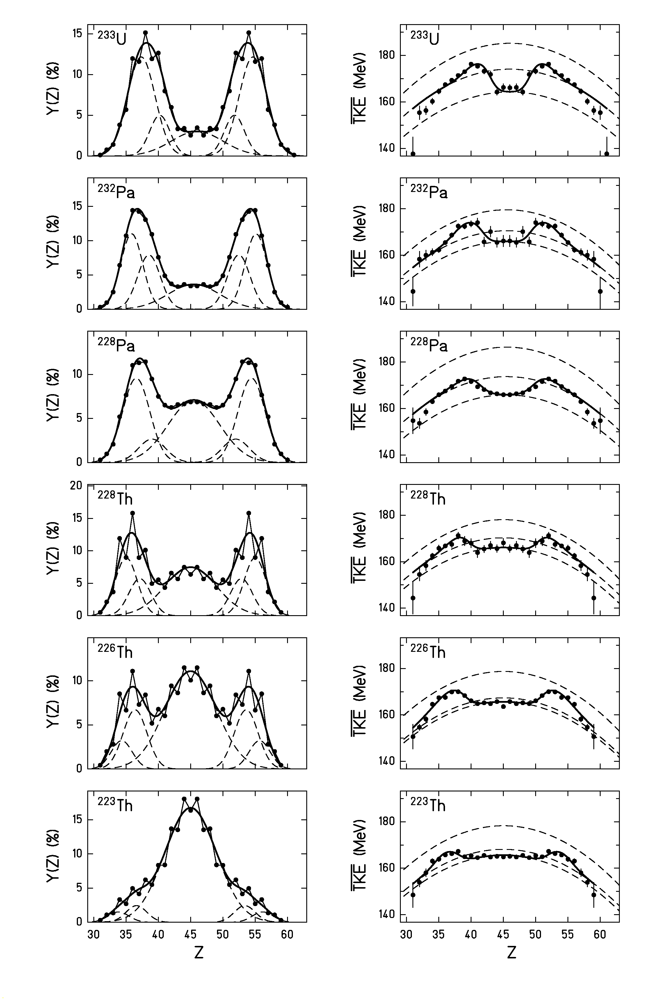 ²³³U
Y(Z) (%)
15
10
5
0
²³³U
TKE (MeV)
180
160
140
²³²Pa
Y(Z) (%)
15
10
5
0
²³²Pa
TKE (MeV)
180
160
140
²²⁸Pa
Y(Z) (%)
10
5
0
²²⁸Pa
TKE (MeV)
180
160
140
²²⁸Th
Y(Z) (%)
20
15
10
5
0
²²⁸Th
TKE (MeV)
180
160
140
²²⁶Th
Y(Z) (%)
10
5
0
²²⁶Th
TKE (MeV)
180
160
140
²²³Th
Y(Z) (%)
15
10
5
0
30 35 40 45 50 55 60
Z
²²³Th
TKE (MeV)
180
160
140
30 35 40 45 50 55 60
Z